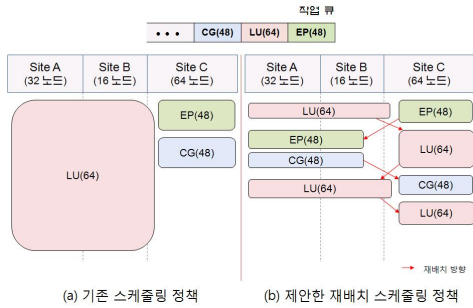 작업 큐
• • • CG(48) LU(64) EP(48)
Site A Site B Site C
(32 노드) (16 노드) (64 노드)
LU(64)
EP(48)
CG(48)
(a) 기존 스케줄링 정책
Site A Site B Site C
(32 노드) (16 노드) (64 노드)
LU(64) EP(48)
EP(48) LU(64)
CG(48)
LU(64) CG(48)
LU(64)
재배치 방향
(b) 제안한 재배치 스케줄링 정책